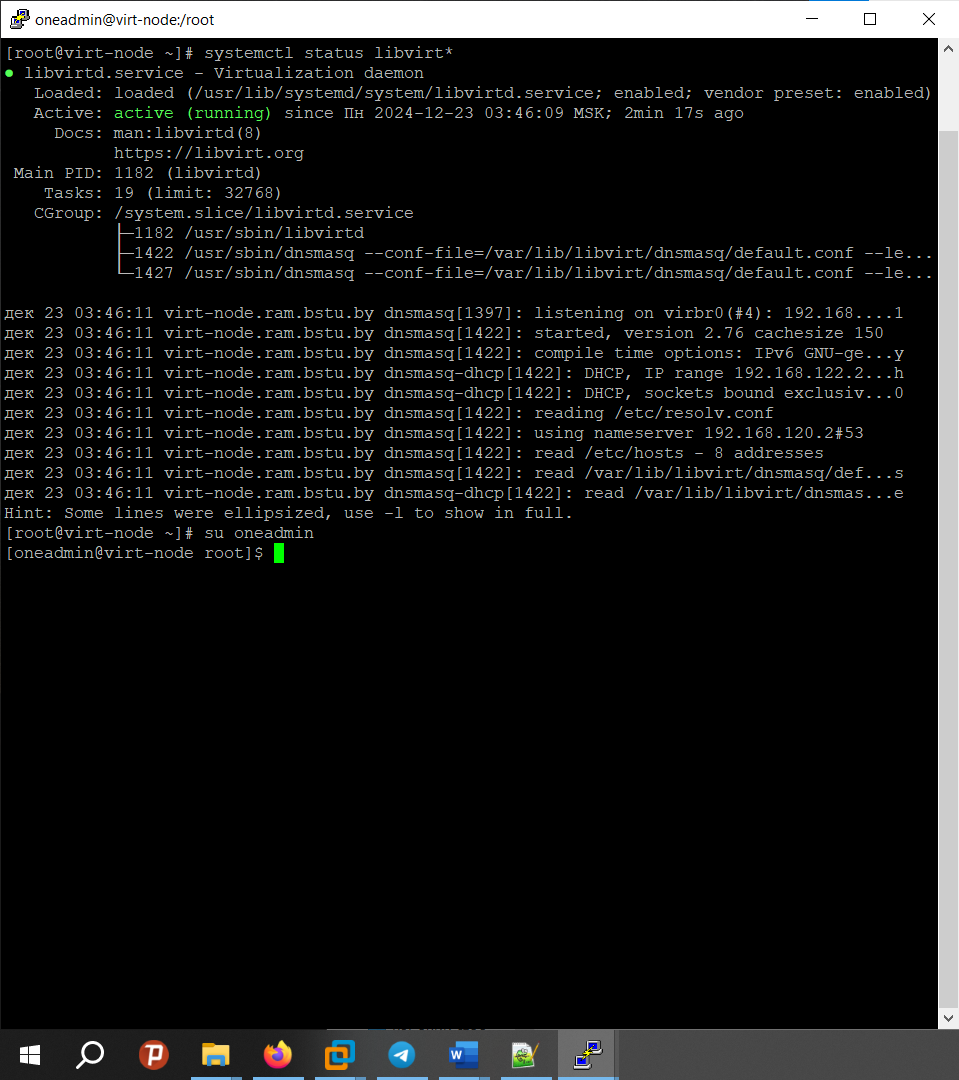 oneadmin@virt-node:/root
[root@virt-node ~]# systemctl status libvirt*
● libvirtd.service - Virtualization daemon
   Loaded: loaded (/usr/lib/systemd/system/libvirtd.service; enabled; vendor preset: enabled)
   Active: active (running) since Пн 2024-12-23 03:46:09 MSK; 2min 17s ago
     Docs: man:libvirtd(8)
           https://libvirt.org
 Main PID: 1182 (libvirtd)
    Tasks: 19 (limit: 32768)
   CGroup: /system.slice/libvirtd.service
           ├─1182 /usr/sbin/libvirtd
           ├─1422 /usr/sbin/dnsmasq --conf-file=/var/lib/libvirt/dnsmasq/default.conf --le...
           └─1427 /usr/sbin/dnsmasq --conf-file=/var/lib/libvirt/dnsmasq/default.conf --le...
дек 23 03:46:11 virt-node.ram.bstu.by dnsmasq[1397]: listening on virbr0(#4): 192.168....1
дек 23 03:46:11 virt-node.ram.bstu.by dnsmasq[1422]: started, version 2.76 cachesize 150
дек 23 03:46:11 virt-node.ram.bstu.by dnsmasq[1422]: compile time options: IPv6 GNU-ge...y
дек 23 03:46:11 virt-node.ram.bstu.by dnsmasq-dhcp[1422]: DHCP, IP range 192.168.122.2...h
дек 23 03:46:11 virt-node.ram.bstu.by dnsmasq-dhcp[1422]: DHCP, sockets bound exclusiv...0
дек 23 03:46:11 virt-node.ram.bstu.by dnsmasq[1422]: reading /etc/resolv.conf
дек 23 03:46:11 virt-node.ram.bstu.by dnsmasq[1422]: using nameserver 192.168.120.2#53
дек 23 03:46:11 virt-node.ram.bstu.by dnsmasq[1422]: read /etc/hosts - 8 addresses
дек 23 03:46:11 virt-node.ram.bstu.by dnsmasq[1422]: read /var/lib/libvirt/dnsmasq/def...s
дек 23 03:46:11 virt-node.ram.bstu.by dnsmasq-dhcp[1422]: read /var/lib/libvirt/dnsmas...e
Hint: Some lines were ellipsized, use -l to show in full.
[root@virt-node ~]# su oneadmin
[oneadmin@virt-node root]$